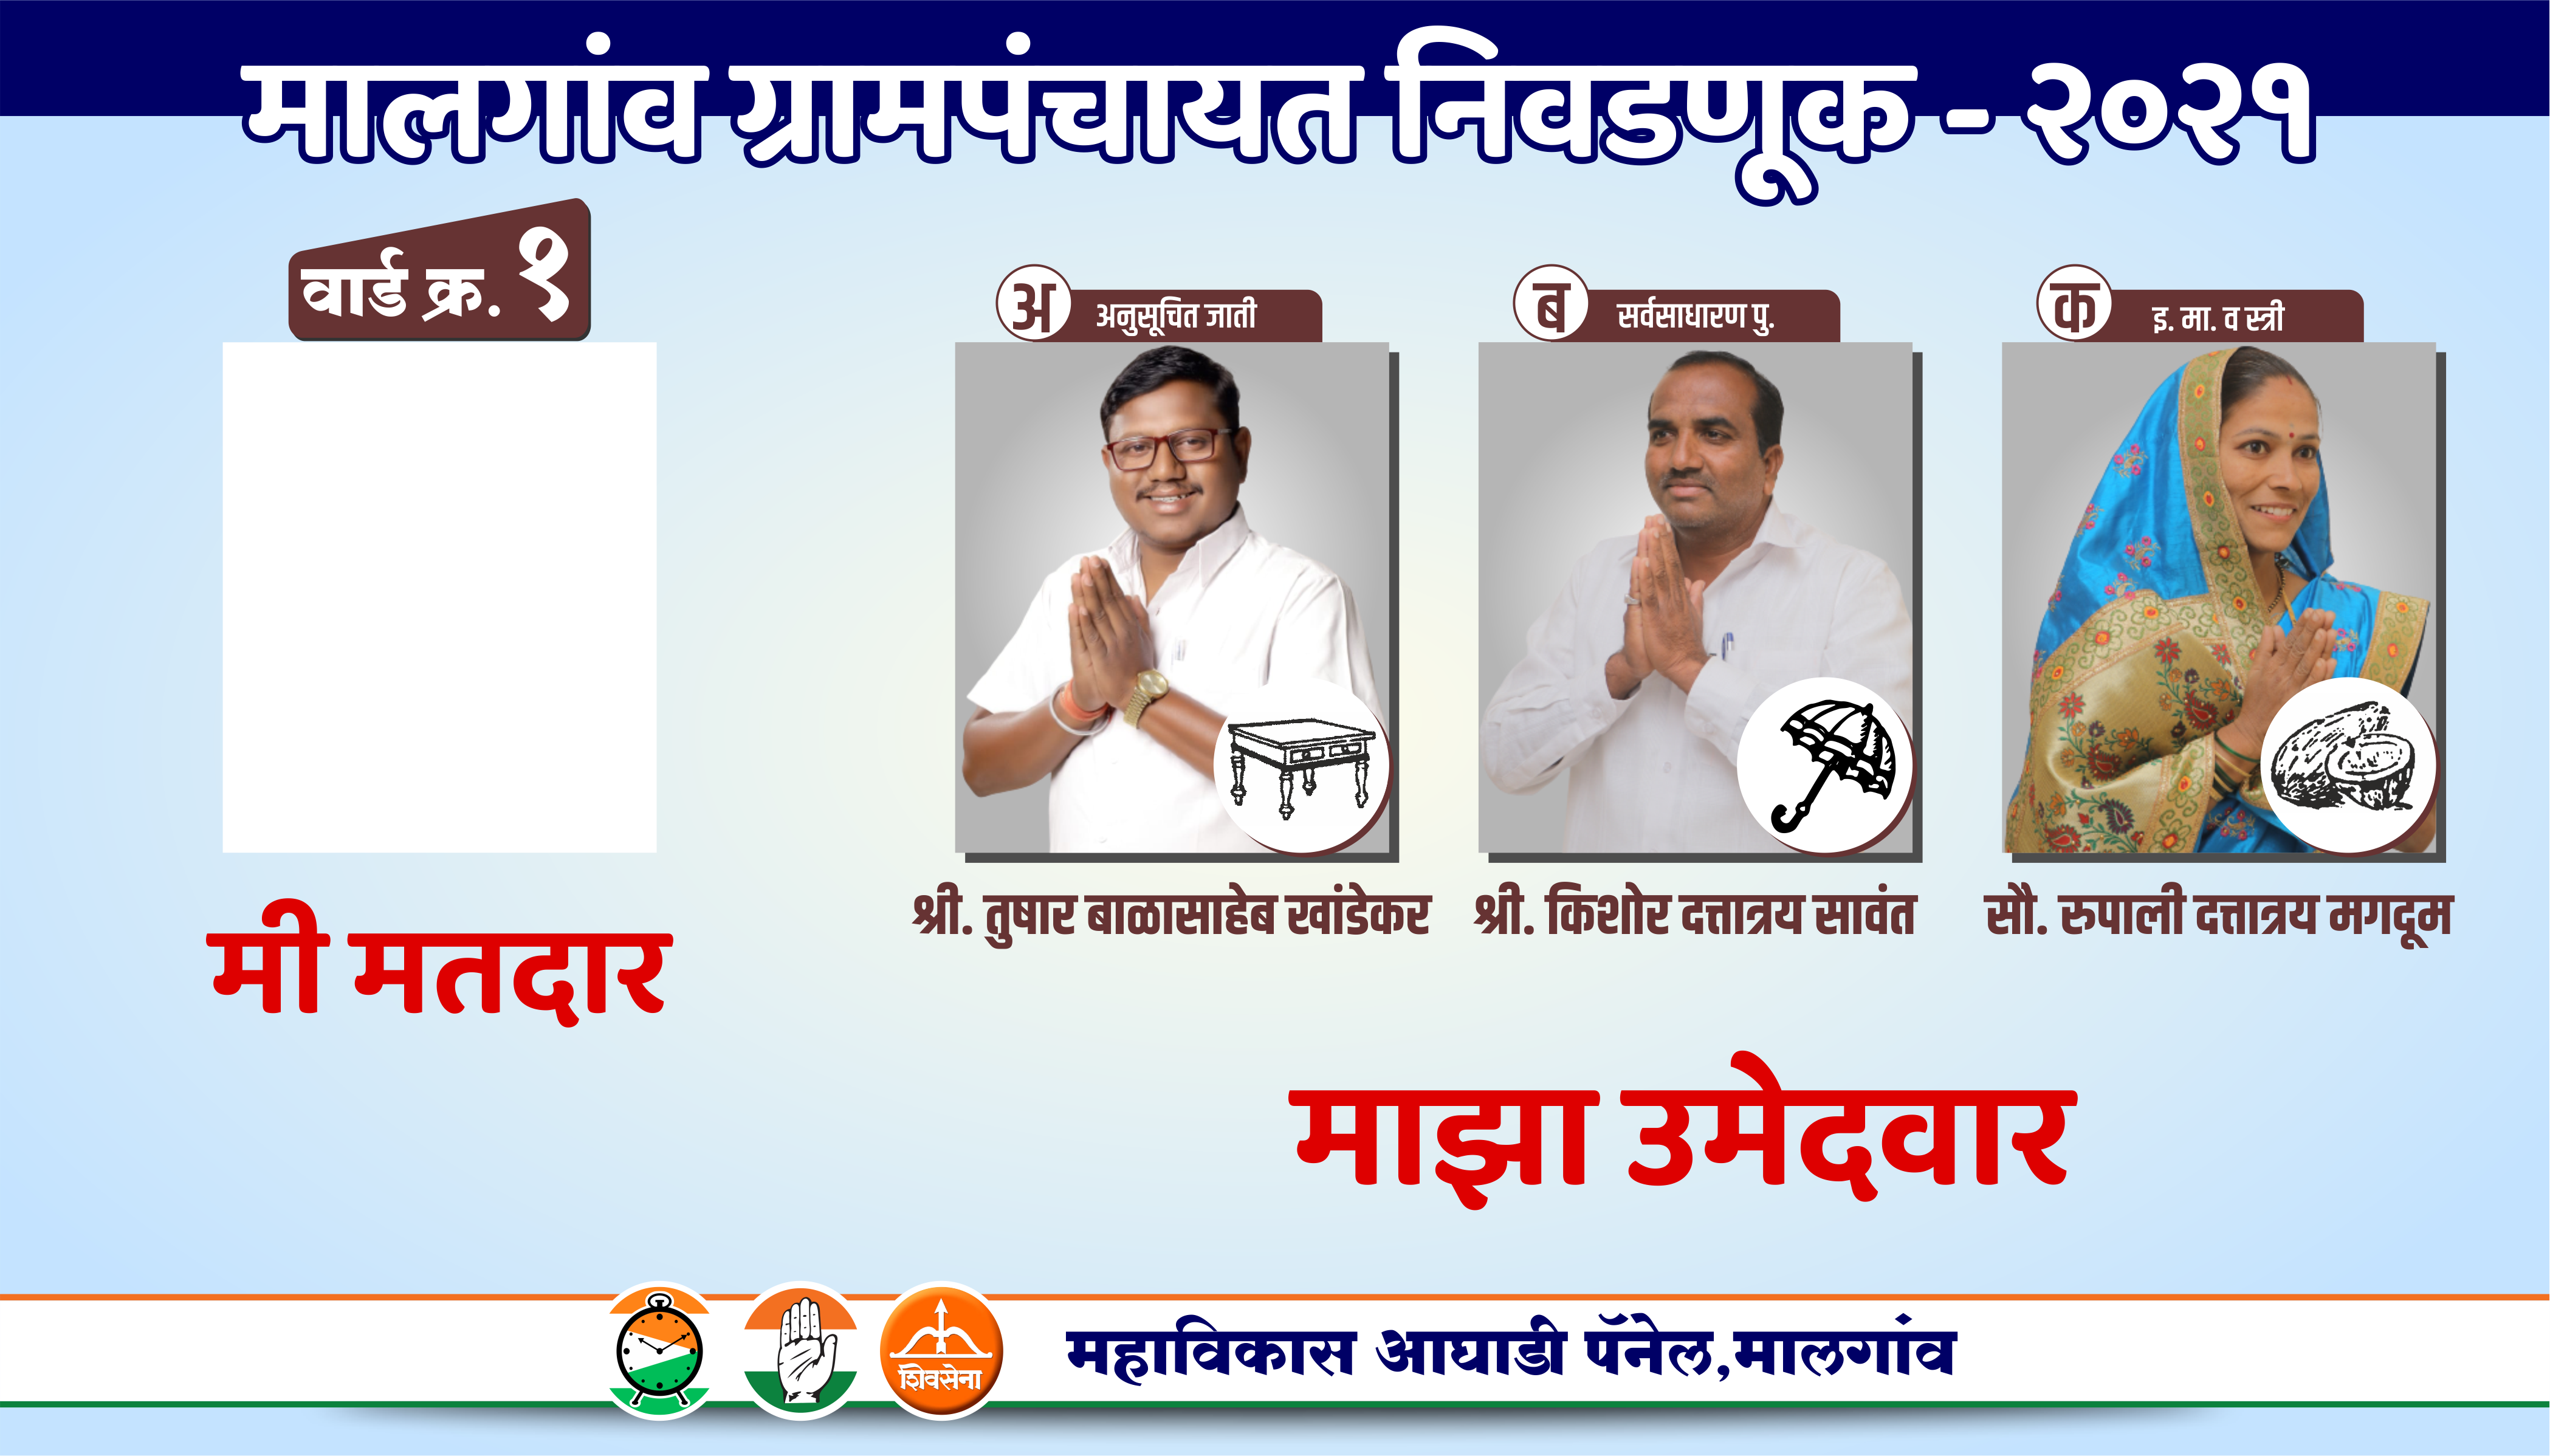 मालगांव ग्रामपंचायत निवडणूक - २०२१
वार्ड क्र. १
अ अनुसूचित जाती
ब सर्वसाधारण पु.
क इ. मा. व स्त्री
श्री. तुषार बाळासाहेब खांडेकर
श्री. किशोर दत्तात्रय सावंत
सौ. रुपाली दत्तात्रय मगदूम
मी मतदार
माझा उमेदवार
शिवसेना
महाविकास आघाडी पॅनेल,मालगांव